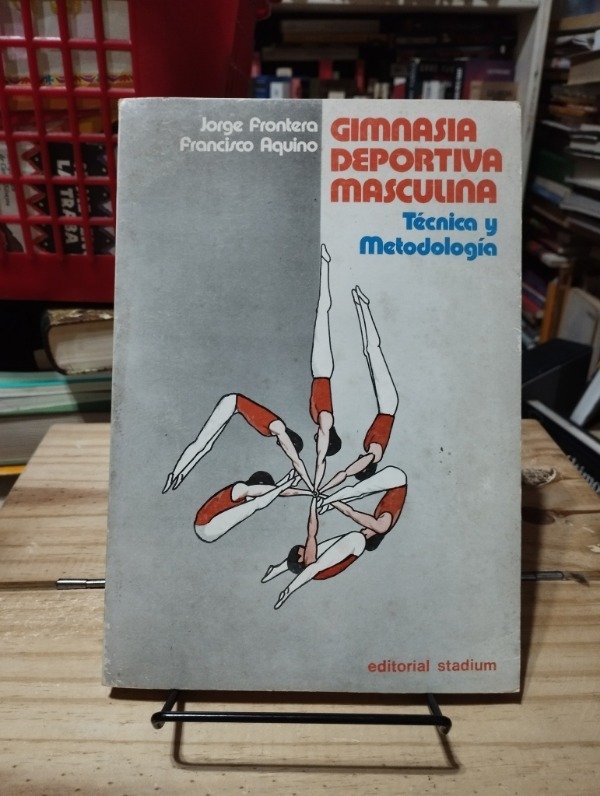 Jorge Frontera
Francisco Aquino
GIMNASIA
DEPORTIVA
MASCULINA
Técnica y
Metodología
editorial stadium